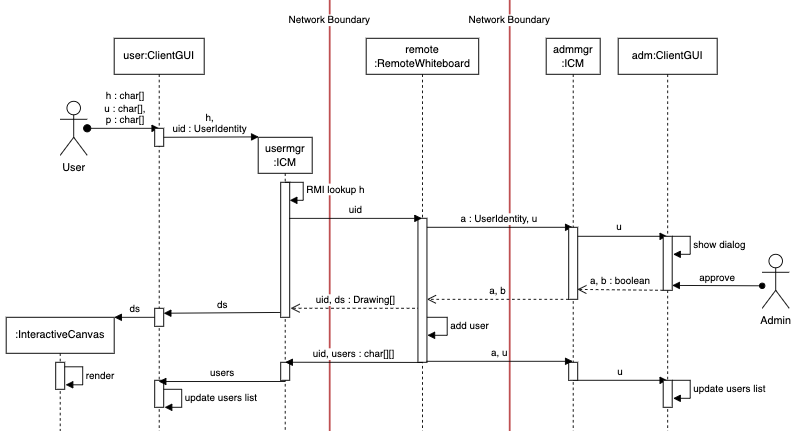 Network Boundary
Network Boundary
user:ClientGUI
remote
:RemoteWhiteboard
admmgr
:ICM
adm:ClientGUI
h : char[]
u : char[],
p : char[]
h,
uid : UserIdentity
usermgr
:ICM
User
RMI lookup h
uid
a : UserIdentity, u
u
show dialog
a, b : boolean
approve
a, b
uid, ds : Drawing[]
ds
ds
Admin
:InteractiveCanvas
add user
uid, users : char[][]
a, u
render
users
u
update users list
update users list